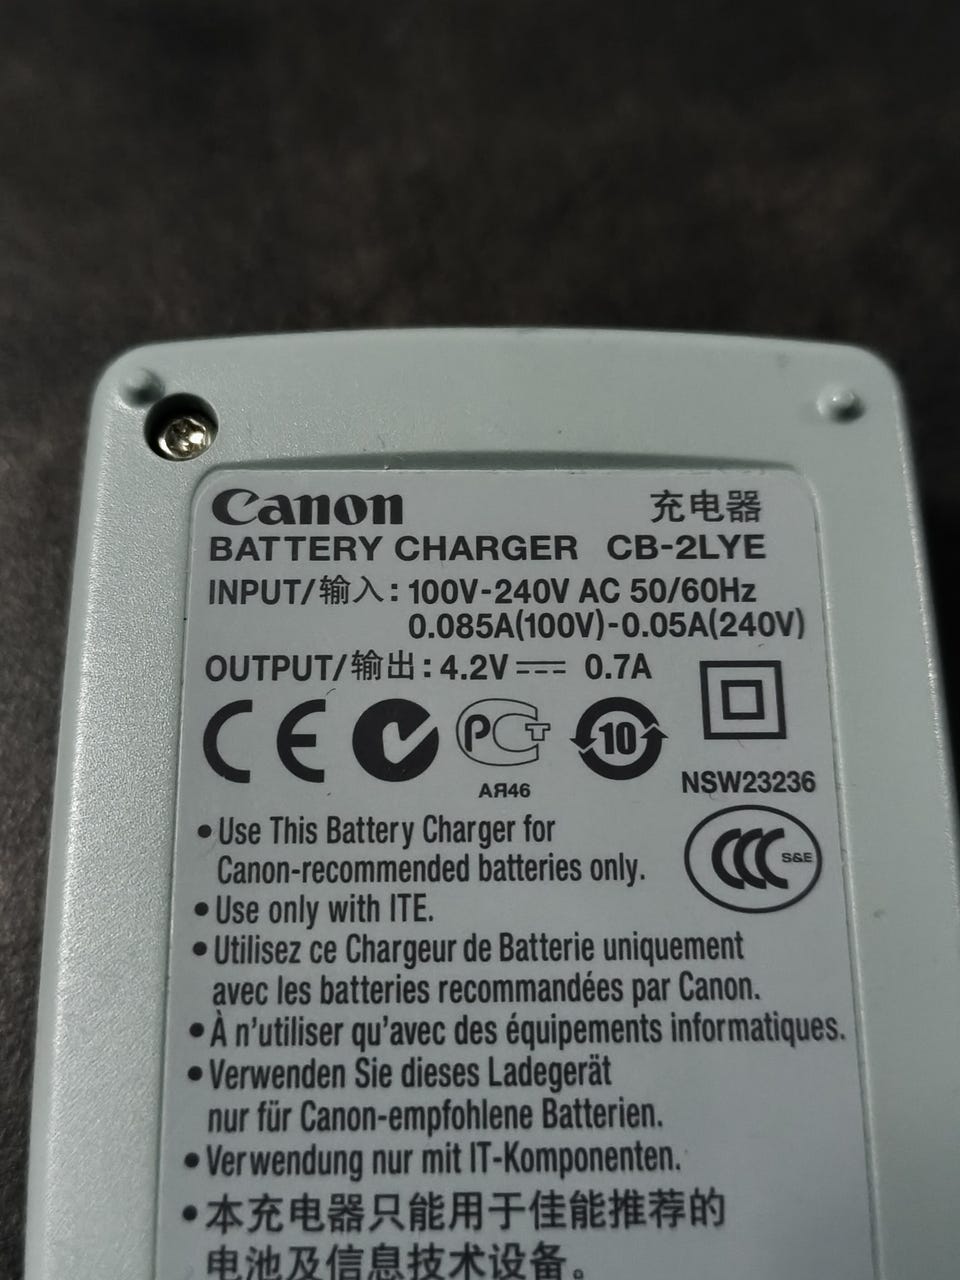 Canon 充电器
BATTERY CHARGER CB-2LYE
INPUT/输入: 100V-240V AC 50/60Hz
0.085A(100V)-0.05A(240V)
OUTPUT/输出: 4.2V ⎓ 0.7A
CE PCT 10
АЯ46
NSW23236
CCC S&E
•Use This Battery Charger for
Canon-recommended batteries only.
•Use only with ITE.
•Utilisez ce Chargeur de Batterie uniquement
avec les batteries recommandées par Canon.
•À n'utiliser qu'avec des équipements informatiques.
•Verwenden Sie dieses Ladegerät
nur für Canon-empfohlene Batterien.
•Verwendung nur mit IT-Komponenten.
•本充电器只能用于佳能推荐的
电池及信息技术设备。